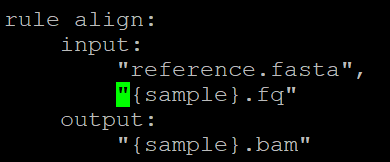 rule align:
    input:
        "reference.fasta",
        "{sample}.fq"
    output:
        "{sample}.bam"